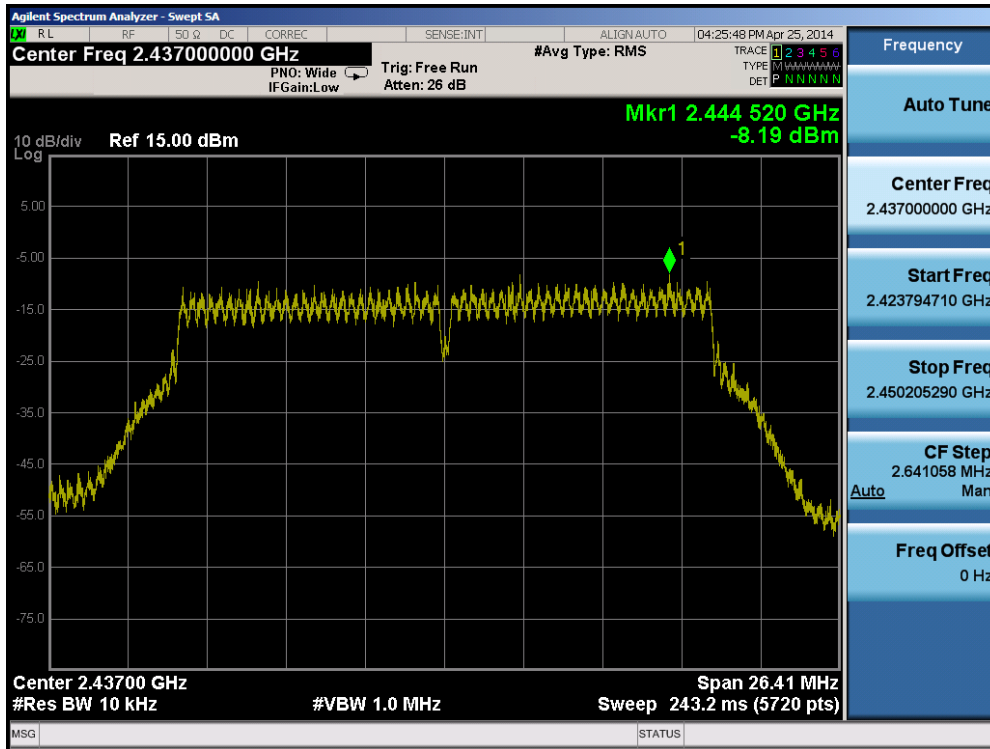 Agilent Spectrum Analyzer - Swept SA
LXI RL RF 50 Ω DC CORREC SENSE:INT ALIGN AUTO 04:25:48 PM Apr 25, 2014
Center Freq 2.437000000 GHz #Avg Type: RMS TRACE 1 2 3 4 5 6
PNO: Wide Trig: Free Run TYPE M WWWWW
IFGain:Low Atten: 26 dB DET P N N N N N
Mkr1 2.444 520 GHz
-8.19 dBm
10 dB/div Ref 15.00 dBm
Log
5.00
1
-5.00
-15.0
-25.0
-35.0
-45.0
-55.0
-65.0
-75.0
Center 2.43700 GHz Span 26.41 MHz
#Res BW 10 kHz #VBW 1.0 MHz Sweep 243.2 ms (5720 pts)
MSG STATUS
Frequency
Auto Tune
Center Freq
2.437000000 GHz
Start Freq
2.423794710 GHz
Stop Freq
2.450205290 GHz
CF Step
2.641058 MHz
Auto Man
Freq Offset
0 Hz